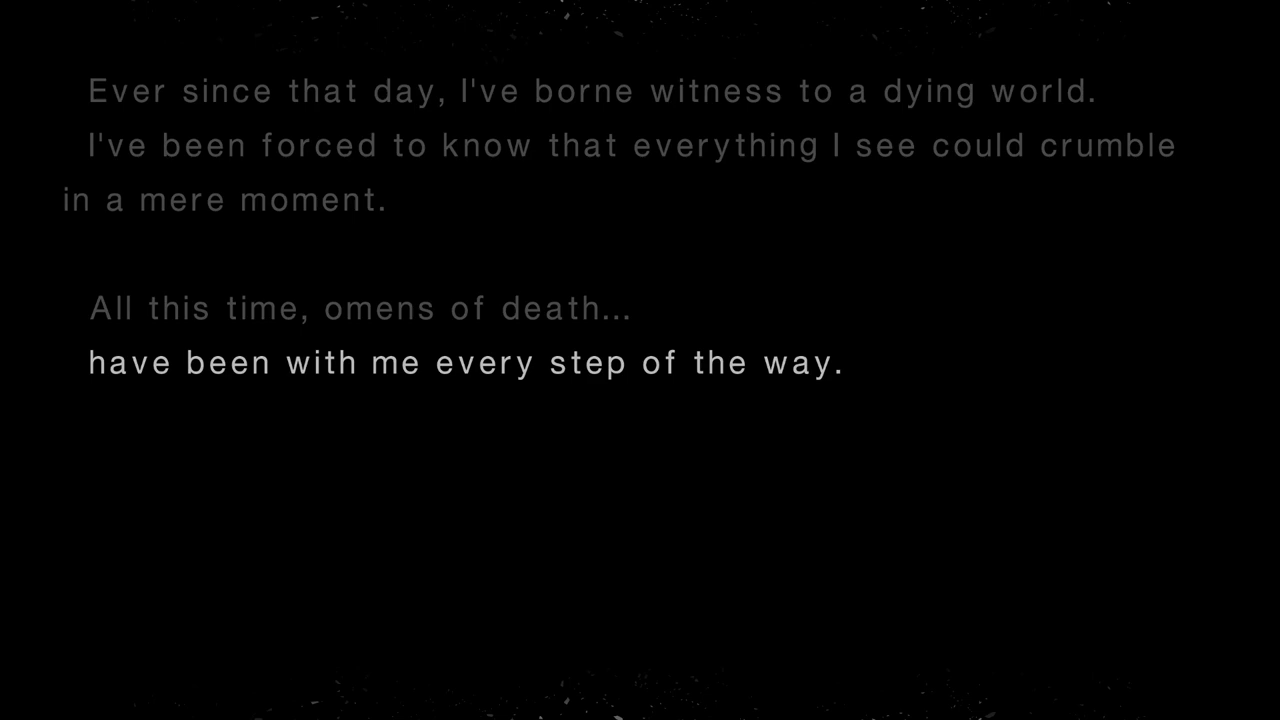 Ever since that day, I've borne witness to a dying world.
I've been forced to know that everything I see could crumble
in a mere moment.
All this time, omens of death...
have been with me every step of the way.